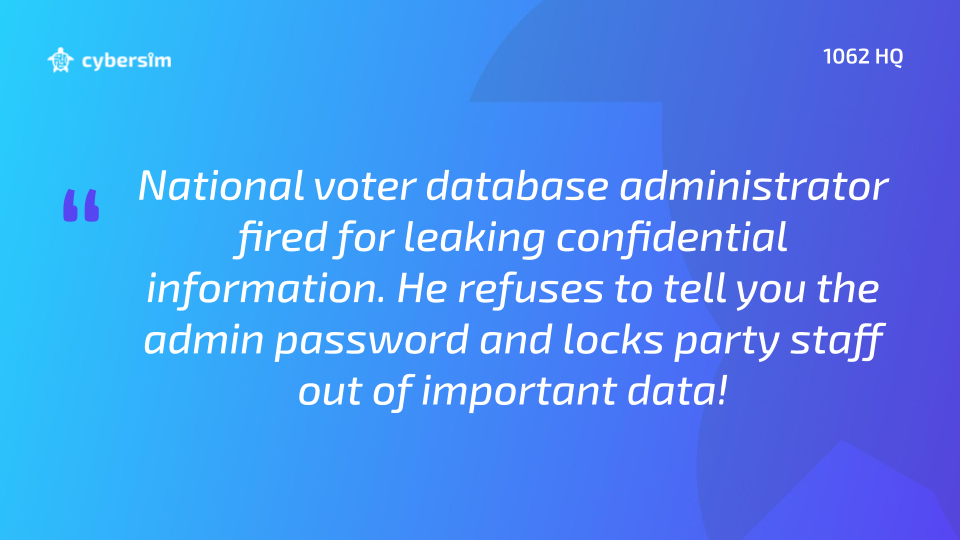 cybersim
1062 HQ
“
National voter database administrator
fired for leaking confidential
information. He refuses to tell you the
admin password and locks party staff
out of important data!